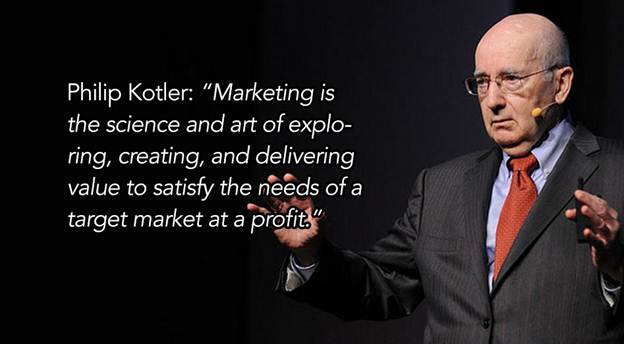 Philip Kotler: “Marketing is
the science and art of explo-
ring, creating, and delivering
value to satisfy the needs of a
target market at a profit.”